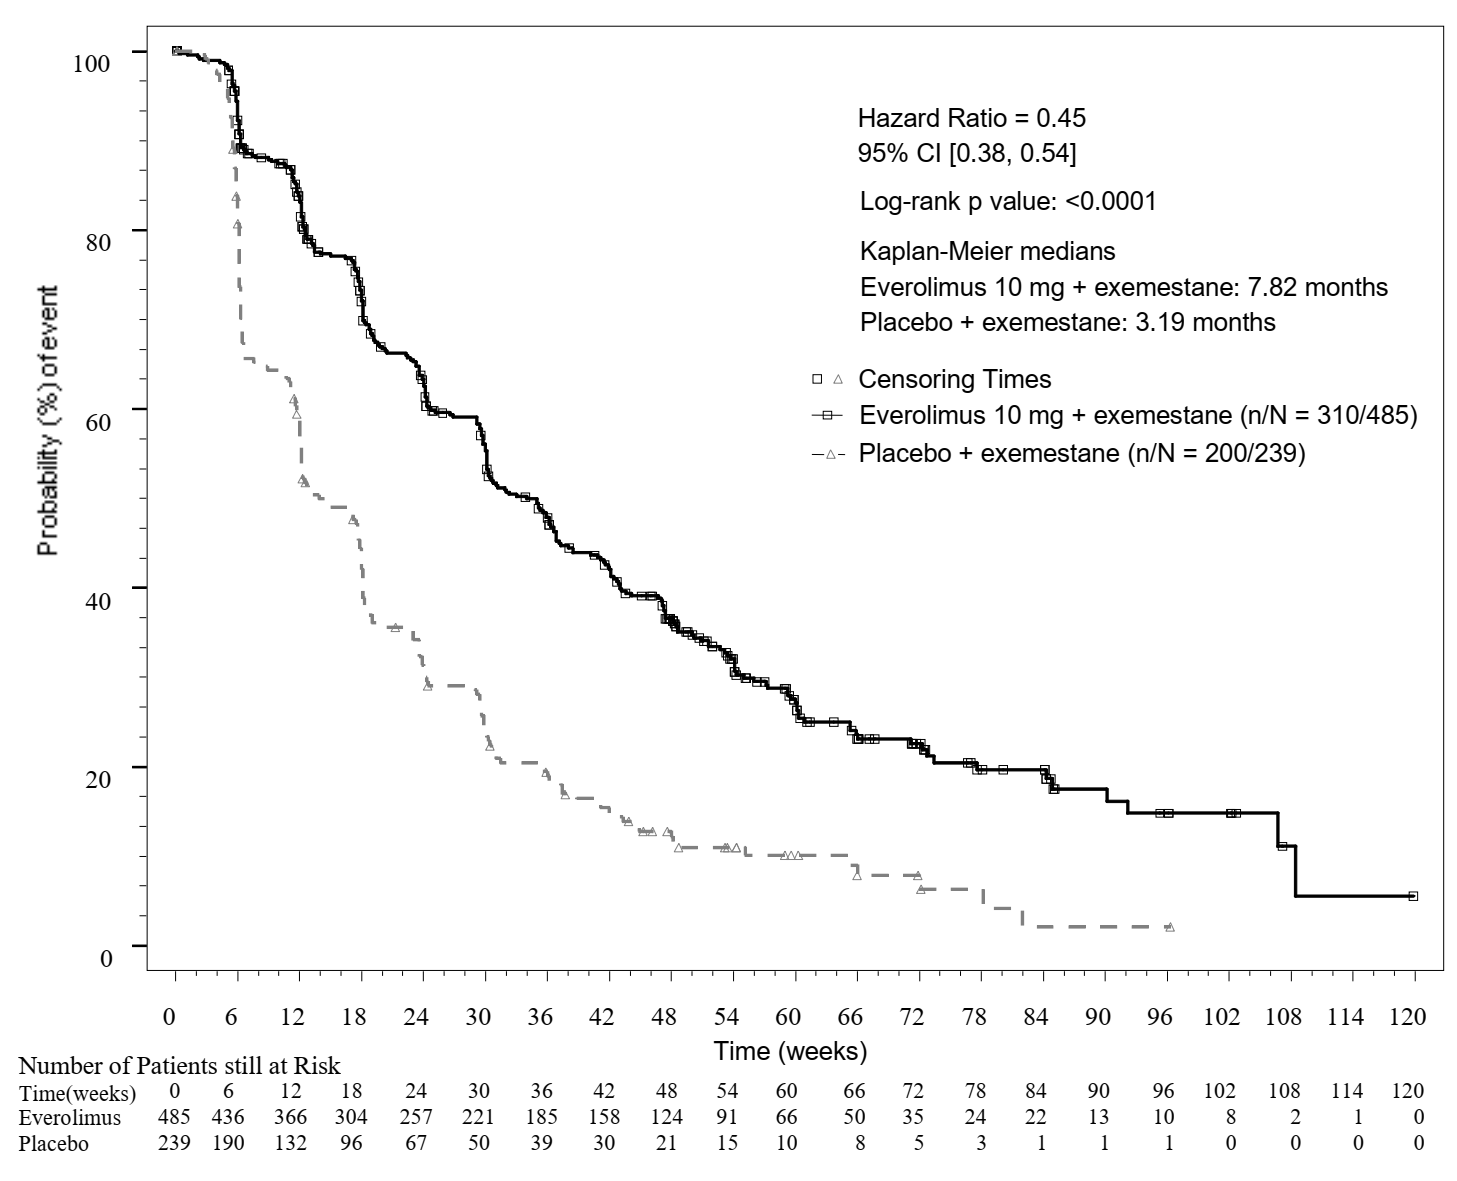 Probability (%) of event
100
80
60
40
20
0
Hazard Ratio = 0.45
95% CI [0.38, 0.54]
Log-rank p value: <0.0001
Kaplan-Meier medians
Everolimus 10 mg + exemestane: 7.82 months
Placebo + exemestane: 3.19 months
Censoring Times
Everolimus 10 mg + exemestane (n/N = 310/485)
Placebo + exemestane (n/N = 200/239)
0 6 12 18 24 30 36 42 48 54 60 66 72 78 84 90 96 102 108 114 120
Time (weeks)
Number of Patients still at Risk
Time(weeks) 0 6 12 18 24 30 36 42 48 54 60 66 72 78 84 90 96 102 108 114 120
Everolimus 485 436 366 304 257 221 185 158 124 91 66 50 35 24 22 13 10 8 2 1 0
Placebo 239 190 132 96 67 50 39 30 21 15 10 8 5 3 1 1 1 0 0 0 0